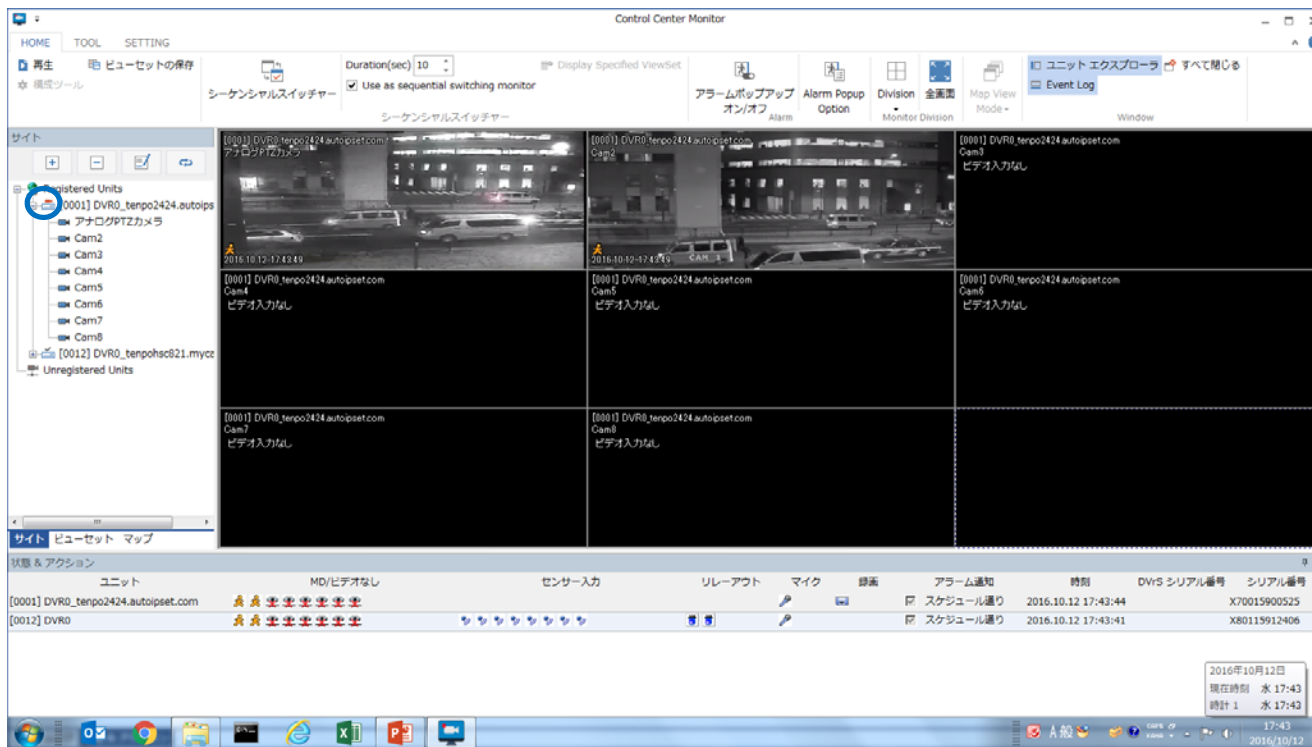 Control Center Monitor
HOME TOOL SETTING
再生 ビューセットの保存
構成ツール
シーケンシャルスイッチャー
Duration(sec) 10
Use as sequential switching monitor
Display Specified ViewSet
シーケンシャルスイッチャー
アラームポップアップ
オン/オフ
Alarm Popup
Option
Alarm
Division 全画面
Monitor Division
Map View
Mode
ユニット エクスプローラ すべて閉じる
Event Log
Window
サイト
Registered Units
[0001] DVR0_tenpo2424.autoips
アナログPTZカメラ
Cam2
Cam3
Cam4
Cam5
Cam6
Cam7
Cam8
[0012] DVR0_tenpohsc821.mycz
Unregistered Units
サイト ビューセット マップ
[0001] DVR0_tenpo2424.autoipset.com
アナログPTZカメラ
2016-10-12-17:43:49
[0001] DVR0_tenpo2424.autoipset.com
Cam2
2016-10-12-17:43:49
CAM 2
[0001] DVR0_tenpo2424.autoipset.com
Cam3
ビデオ入力なし
[0001] DVR0_tenpo2424.autoipset.com
Cam4
ビデオ入力なし
[0001] DVR0_tenpo2424.autoipset.com
Cam5
ビデオ入力なし
[0001] DVR0_tenpo2424.autoipset.com
Cam6
ビデオ入力なし
[0001] DVR0_tenpo2424.autoipset.com
Cam7
ビデオ入力なし
[0001] DVR0_tenpo2424.autoipset.com
Cam8
ビデオ入力なし
状態 & アクション
ユニット MD/ビデオなし センサー入力 リレーアウト マイク 録画 アラーム通知 時刻 DVrS シリアル番号 シリアル番号
[0001] DVR0_tenpo2424.autoipset.com スケジュール通り 2016.10.12 17:43:44 X70015900525
[0012] DVR0 スケジュール通り 2016.10.12 17:43:41 X80115912406
2016年10月12日
現在時刻 水 17:43
時計 1 水 17:43
A 般 CAPS KANA
17:43
2016/10/12